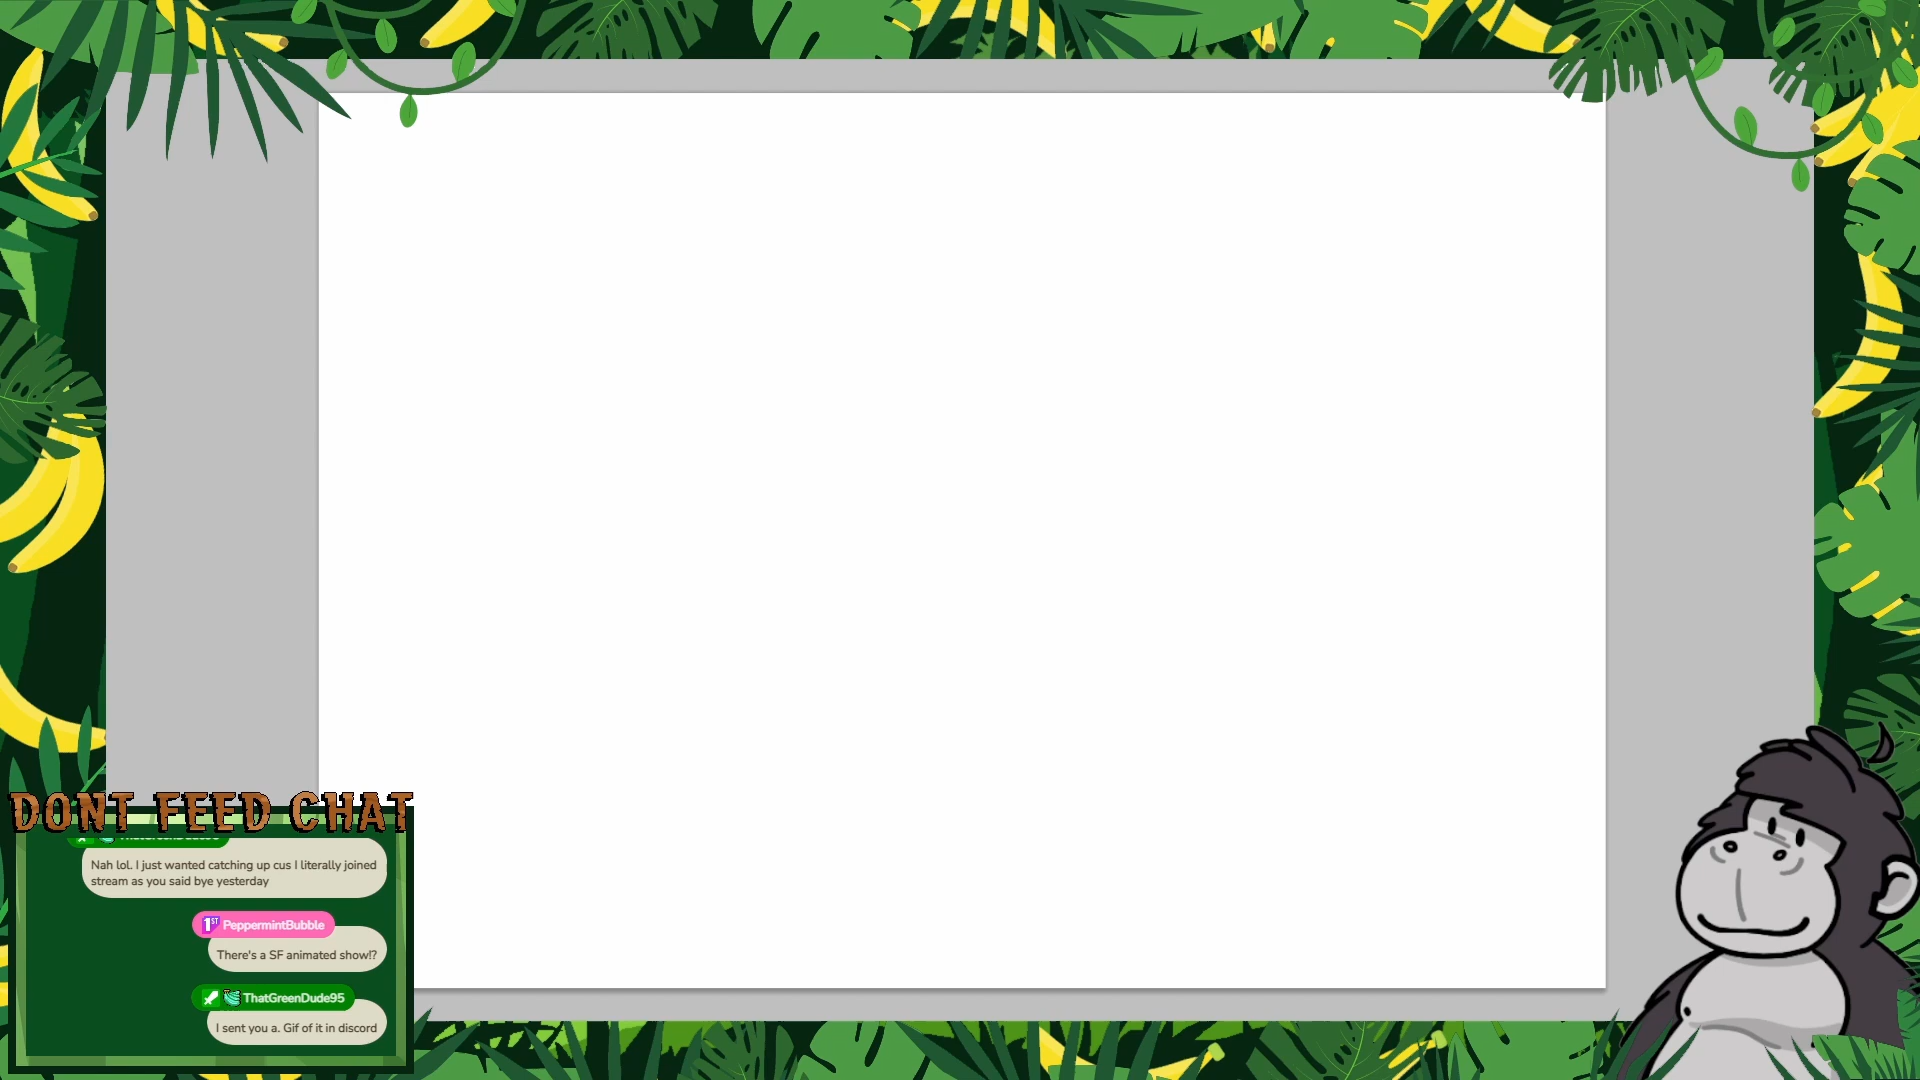 DONT FEED CHAT
Nah lol. I just wanted catching up cus I literally joined
stream as you said bye yesterday
1ST PeppermintBubble
There's a SF animated show!?
ThatGreenDude95
I sent you a. Gif of it in discord